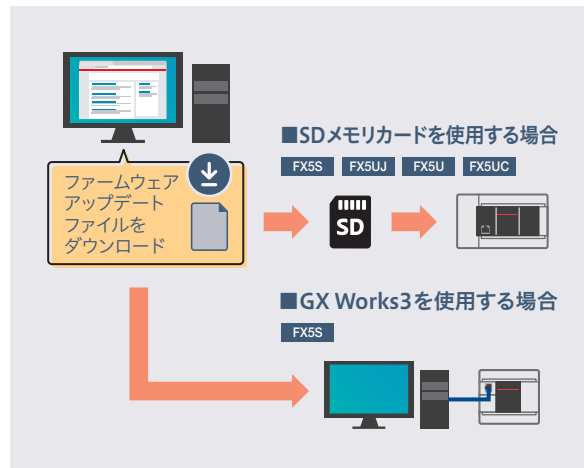 ファームウェア
アップデート
ファイルを
ダウンロード
■SDメモリカードを使用する場合
FX5S FX5UJ FX5U FX5UC
SD
■GX Works3を使用する場合
FX5S